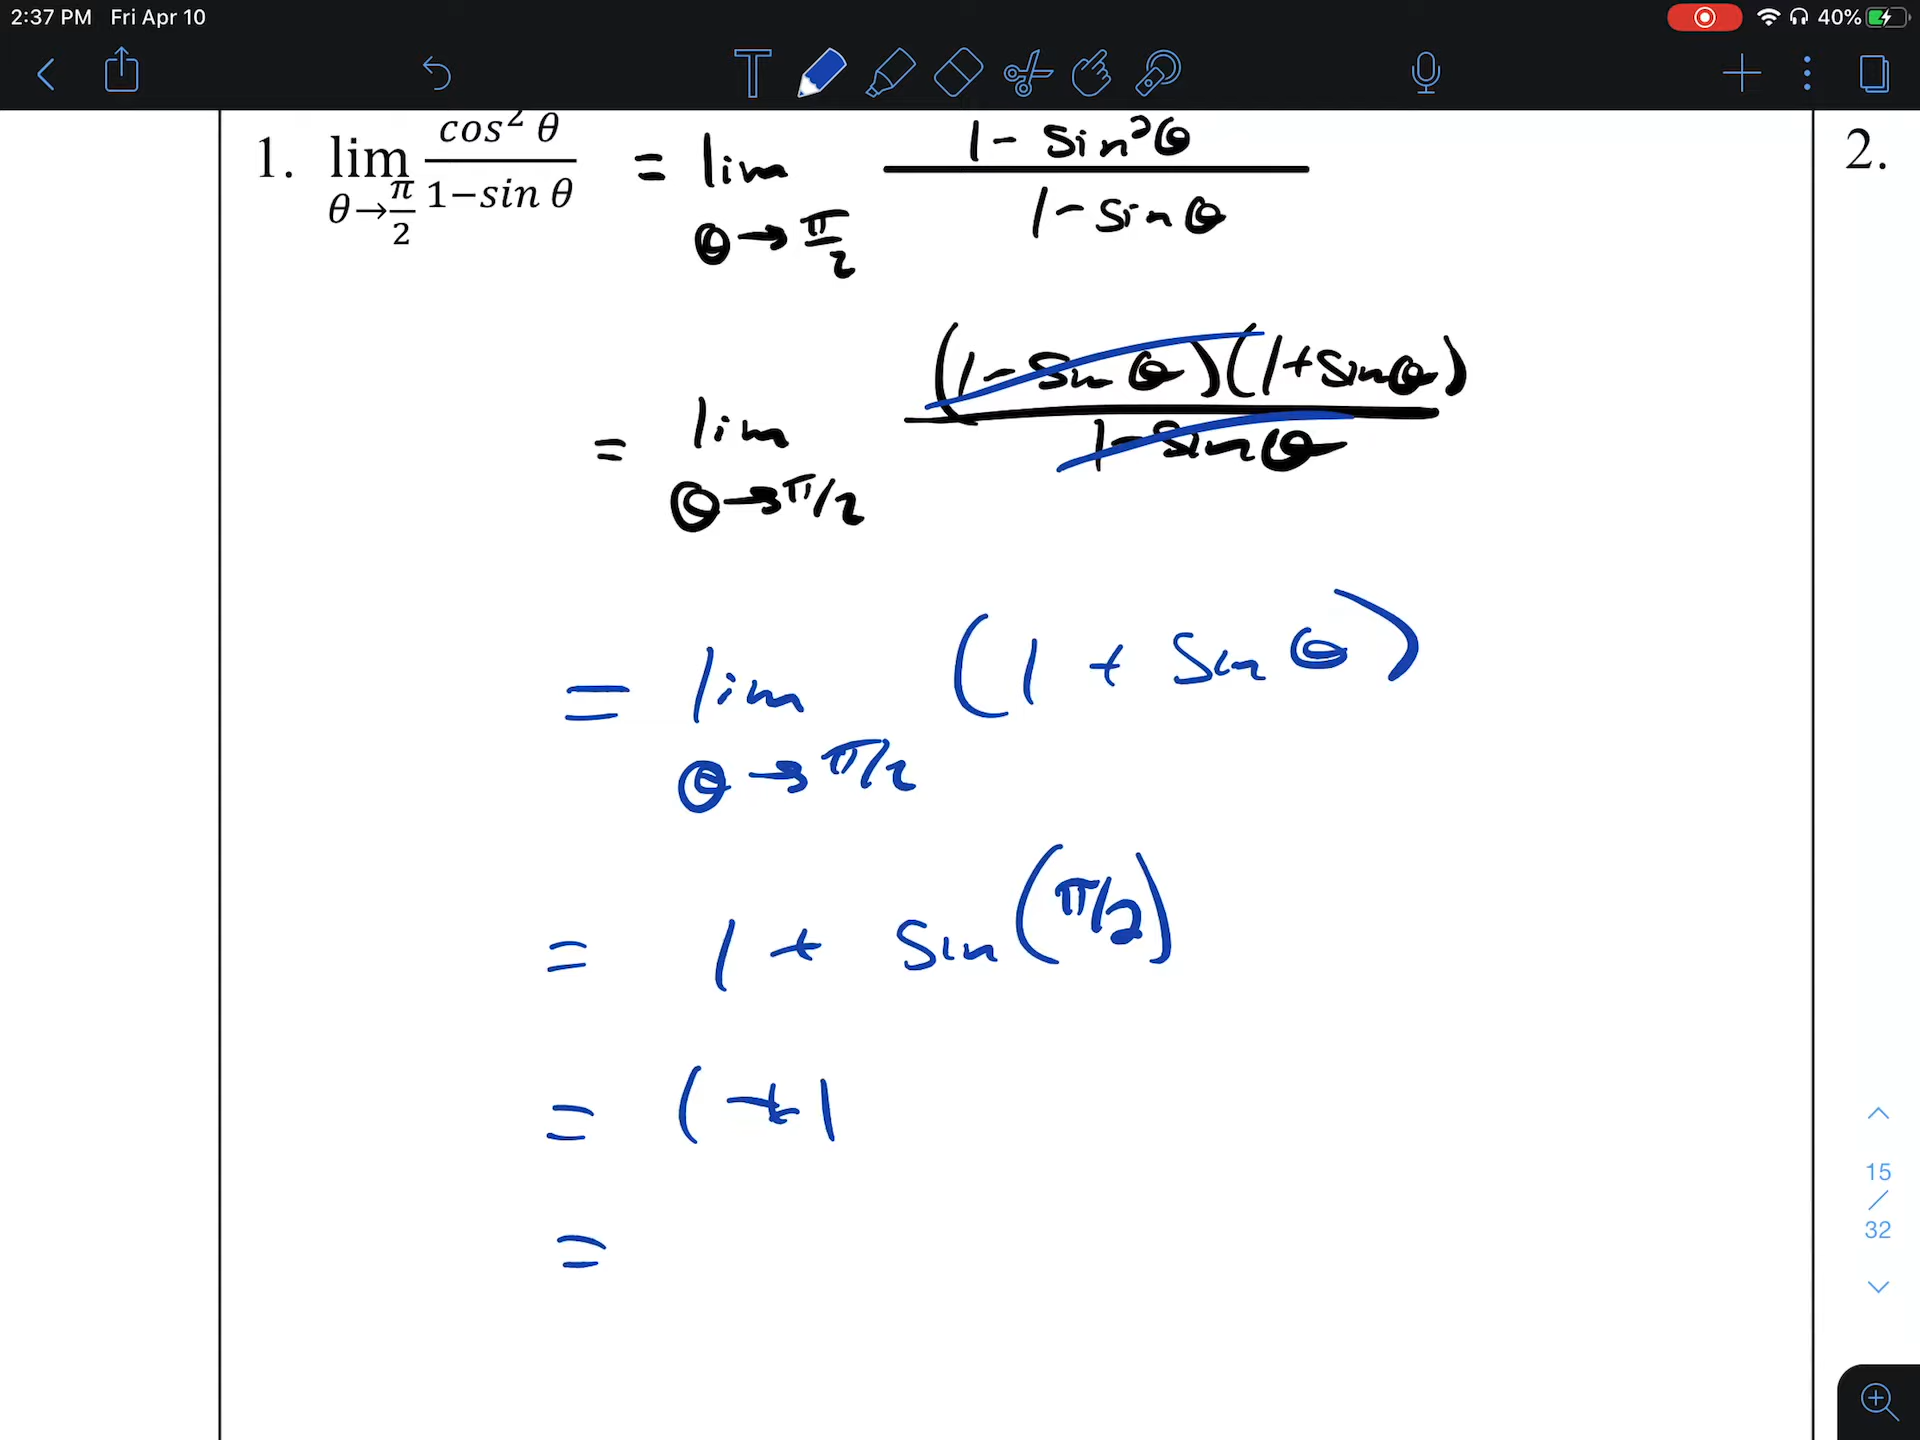 2:37 PM Fri Apr 10 40%
1. lim θ→π/2 cos² θ / 1−sin θ = lim θ→π/2 1 - sin²θ / 1 - sin θ
2.
= lim θ→π/2 (1 - sin θ)(1 + sin θ) / 1 - sin θ
= lim θ→π/2 (1 + sin θ)
= 1 + sin (π/2)
= 1 + 1
=
15
/
32